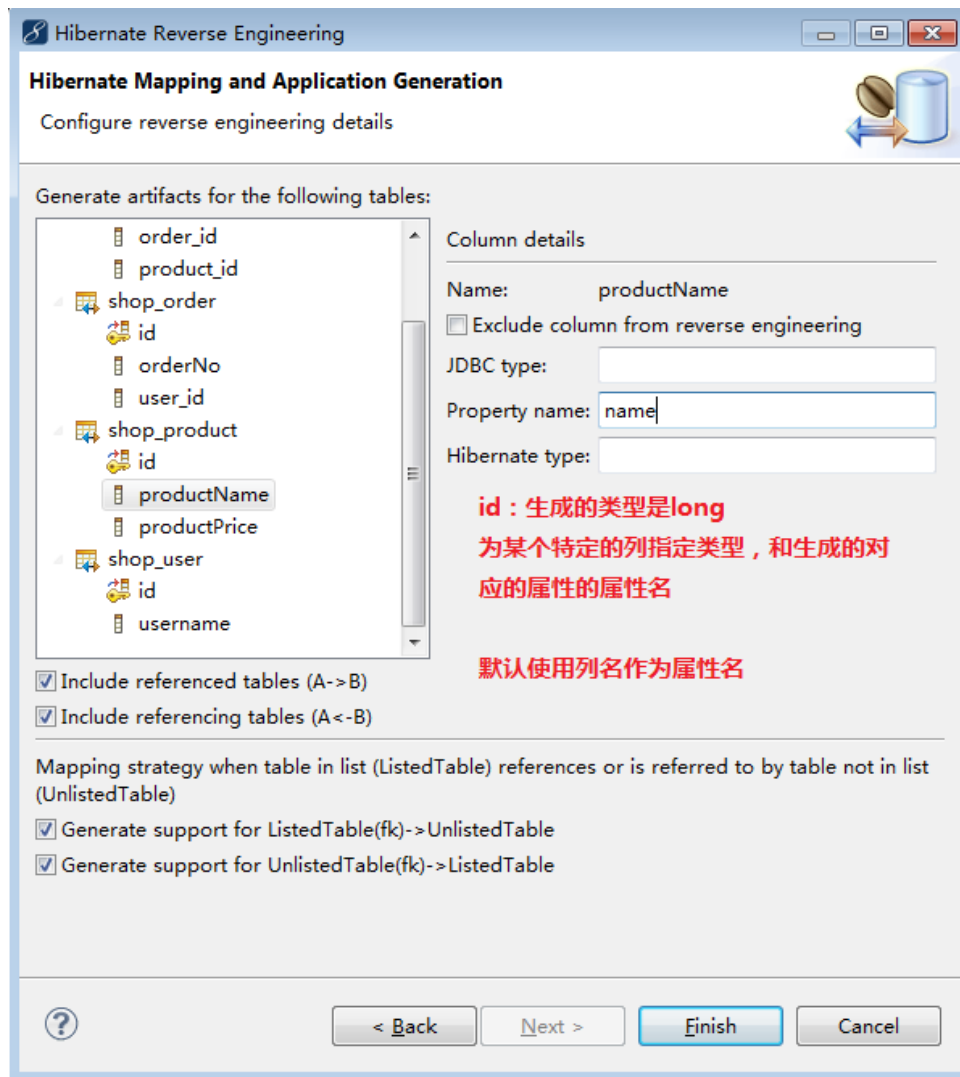 Hibernate Reverse Engineering
Hibernate Mapping and Application Generation
Configure reverse engineering details
Generate artifacts for the following tables:
order_id
product_id
shop_order
id
orderNo
user_id
shop_product
id
productName
productPrice
shop_user
id
username
Column details
Name: productName
Exclude column from reverse engineering
JDBC type:
Property name: name
Hibernate type:
id：生成的类型是long
为某个特定的列指定类型，和生成的对
应的属性的属性名
默认使用列名作为属性名
Include referenced tables (A->B)
Include referencing tables (A<-B)
Mapping strategy when table in list (ListedTable) references or is referred to by table not in list
(UnlistedTable)
Generate support for ListedTable(fk)->UnlistedTable
Generate support for UnlistedTable(fk)->ListedTable
?
< Back
Next >
Finish
Cancel